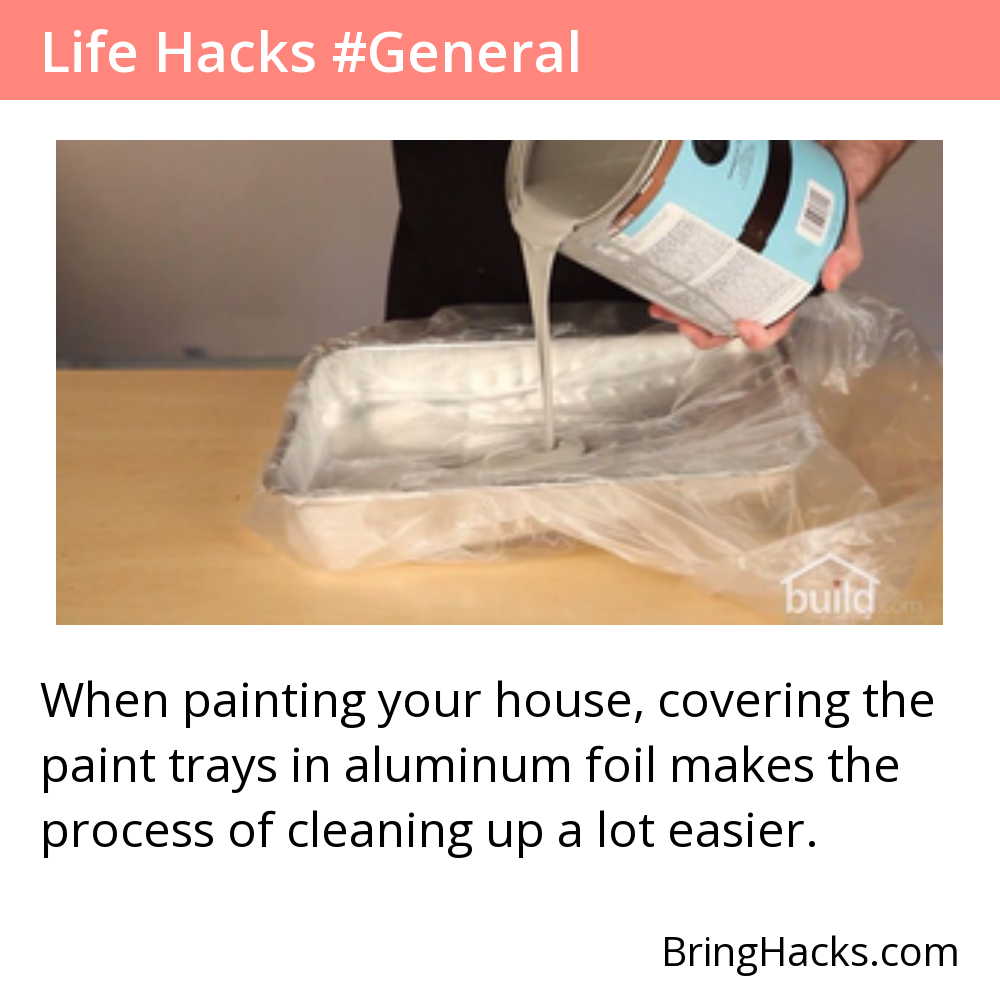 Life Hacks #General
build.com
When painting your house, covering the
paint trays in aluminum foil makes the
process of cleaning up a lot easier.
BringHacks.com